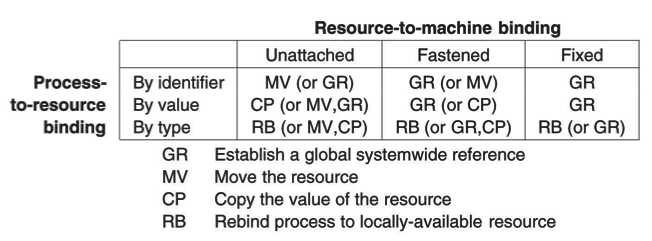 Resource-to-machine binding
Unattached Fastened Fixed
Process- By identifier MV (or GR) GR (or MV) GR
to-resource By value CP (or MV,GR) GR (or CP) GR
binding By type RB (or MV,CP) RB (or GR,CP) RB (or GR)
GR Establish a global systemwide reference
MV Move the resource
CP Copy the value of the resource
RB Rebind process to locally-available resource